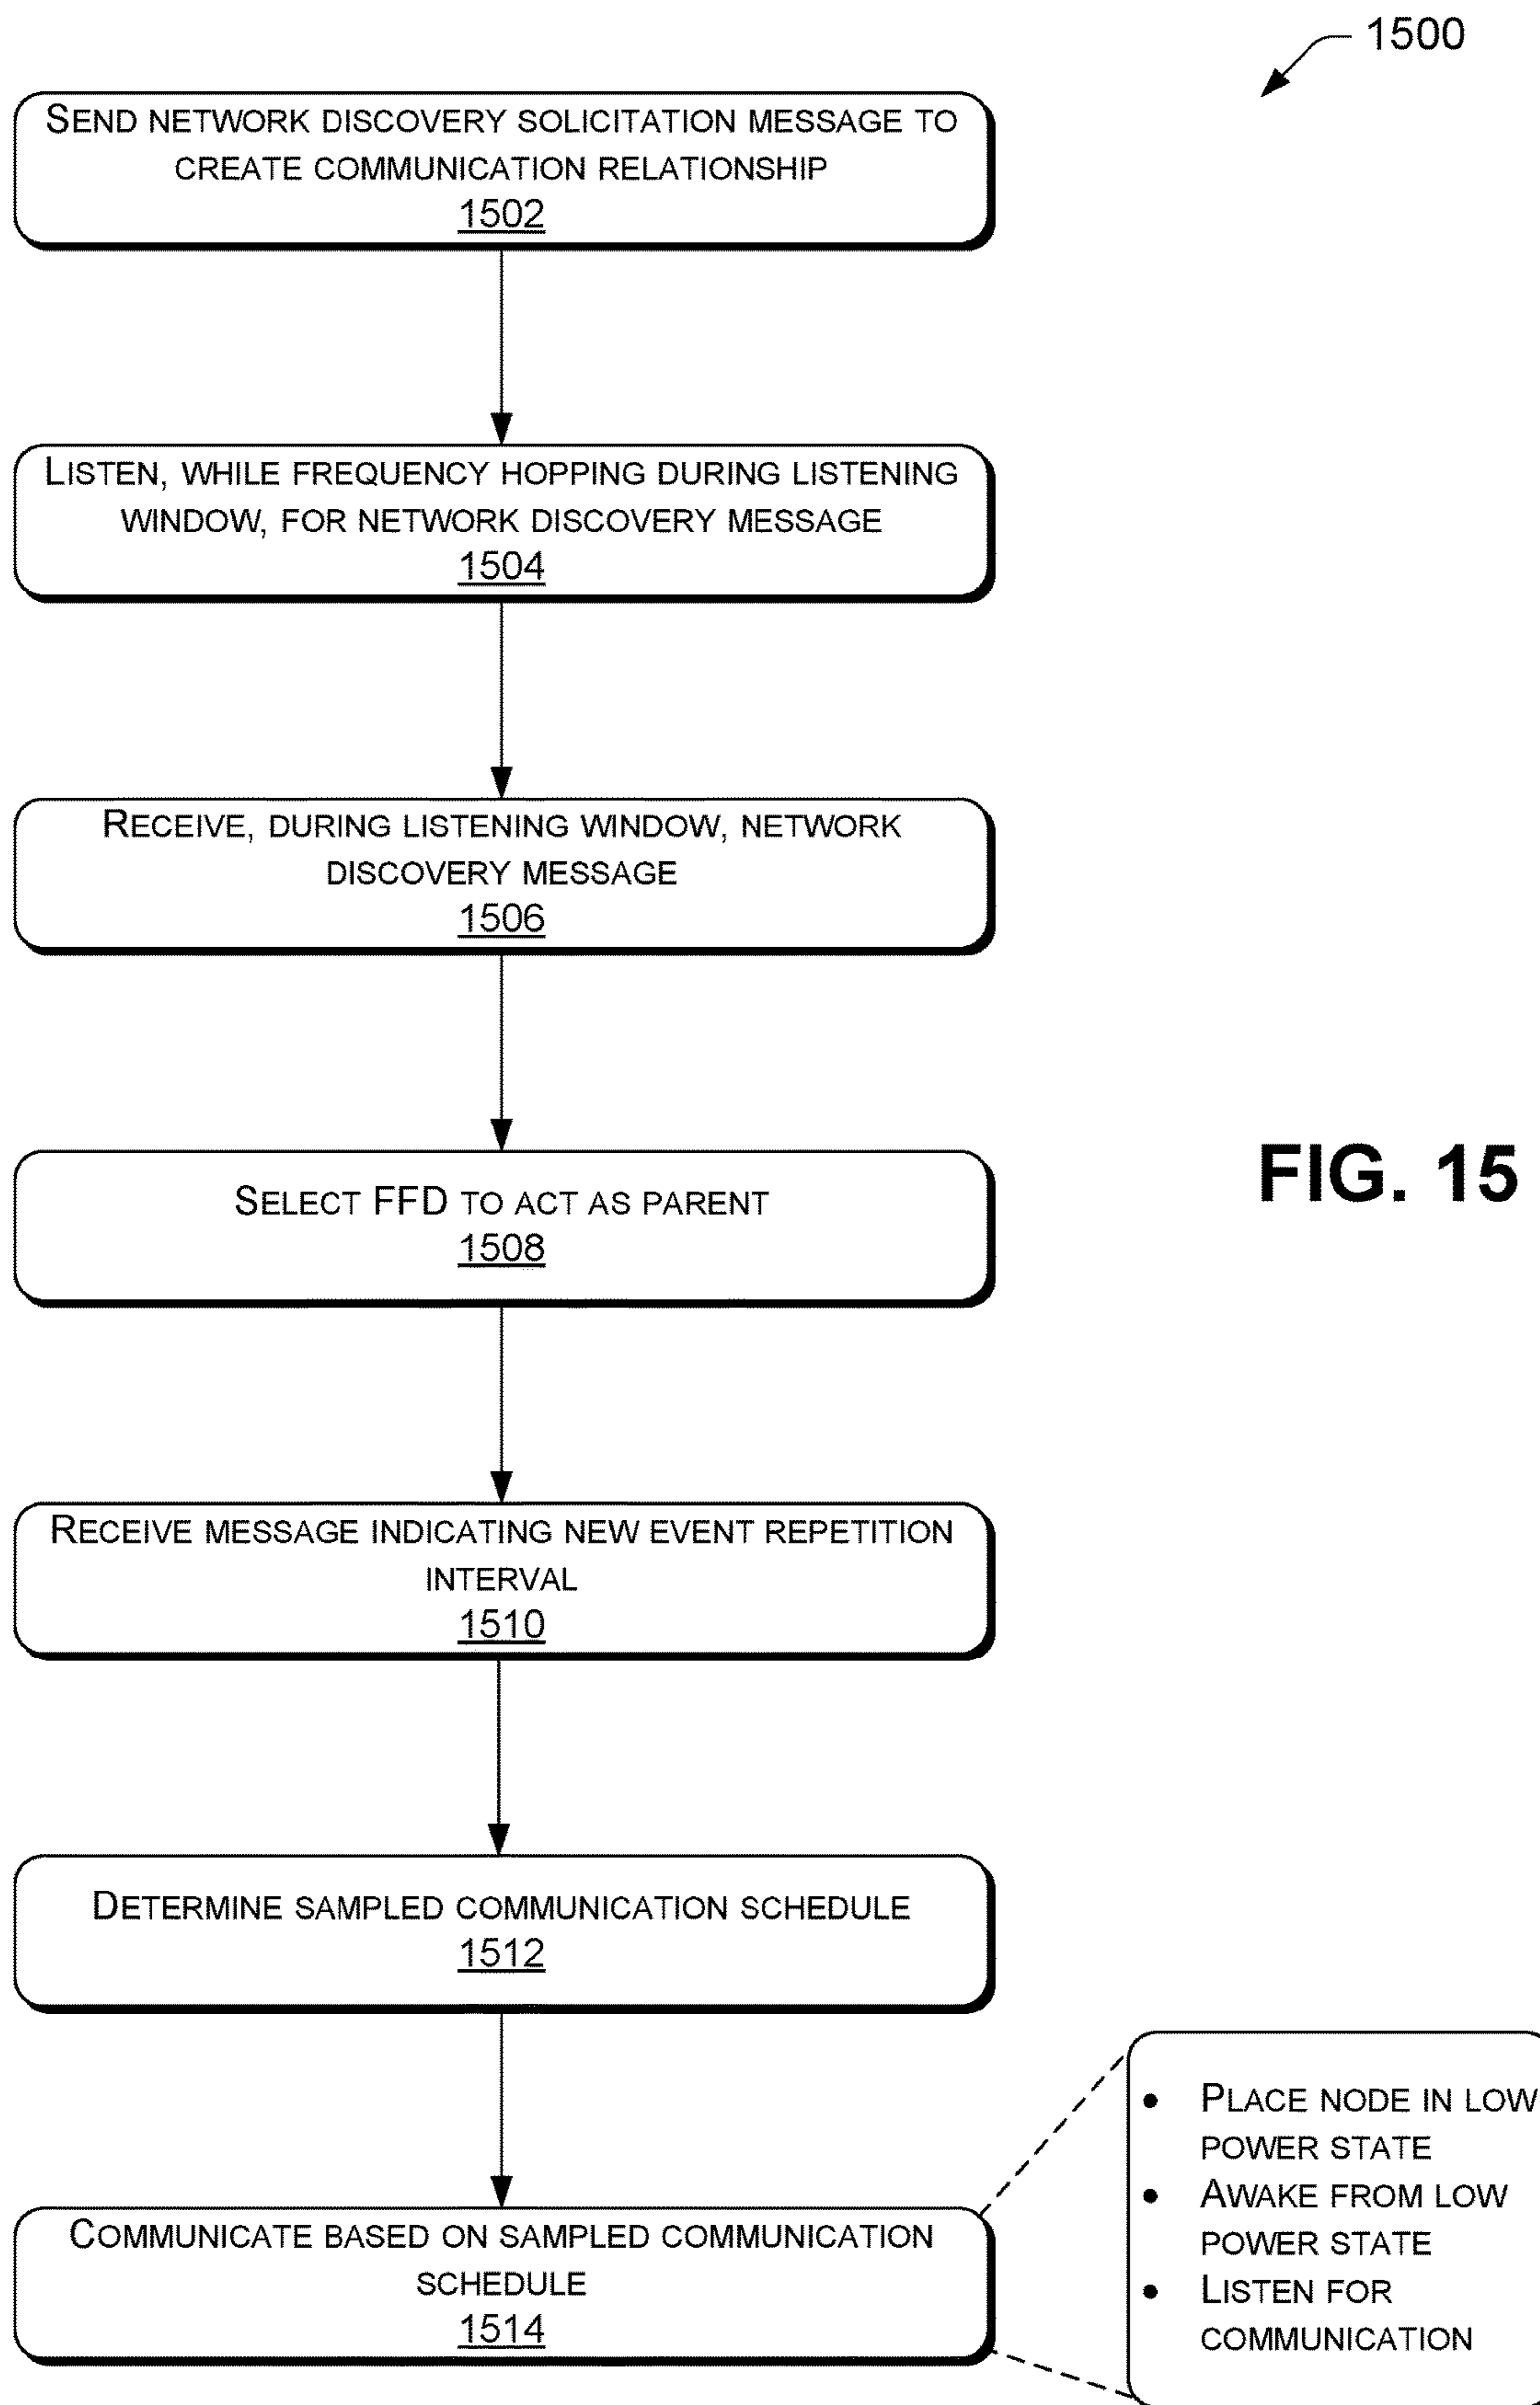 1500
SEND NETWORK DISCOVERY SOLICITATION MESSAGE TO
CREATE COMMUNICATION RELATIONSHIP
1502
LISTEN, WHILE FREQUENCY HOPPING DURING LISTENING
WINDOW, FOR NETWORK DISCOVERY MESSAGE
1504
RECEIVE, DURING LISTENING WINDOW, NETWORK
DISCOVERY MESSAGE
1506
SELECT FFD TO ACT AS PARENT
1508
FIG. 15
RECEIVE MESSAGE INDICATING NEW EVENT REPETITION
INTERVAL
1510
DETERMINE SAMPLED COMMUNICATION SCHEDULE
1512
COMMUNICATE BASED ON SAMPLED COMMUNICATION
SCHEDULE
1514
• PLACE NODE IN LOW
POWER STATE
• AWAKE FROM LOW
POWER STATE
• LISTEN FOR
COMMUNICATION